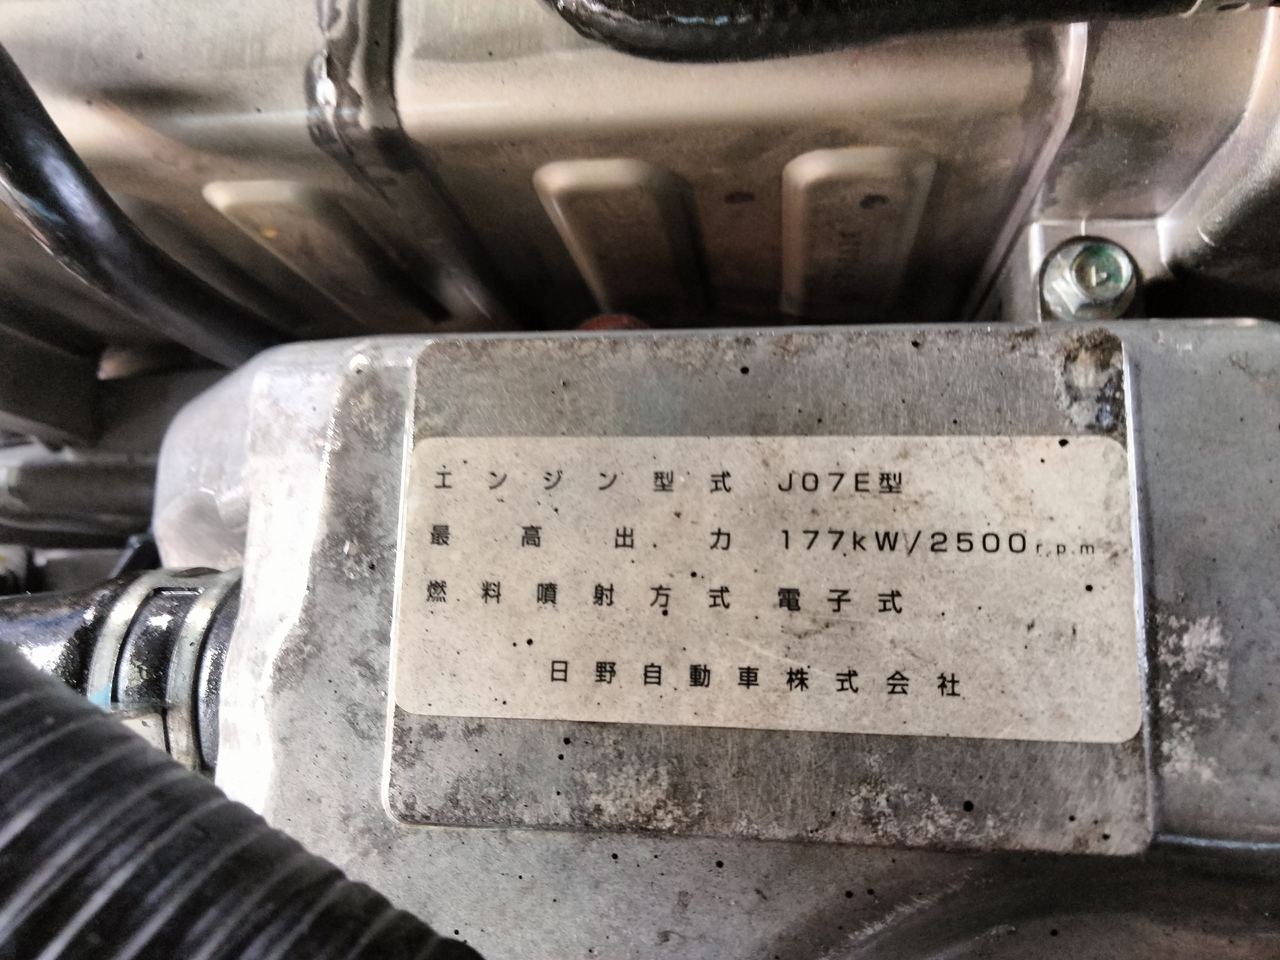 エンジン型式 J07E型
最高出力 177kW/2500r.p.m
燃料噴射方式 電子式
日野自動車株式会社